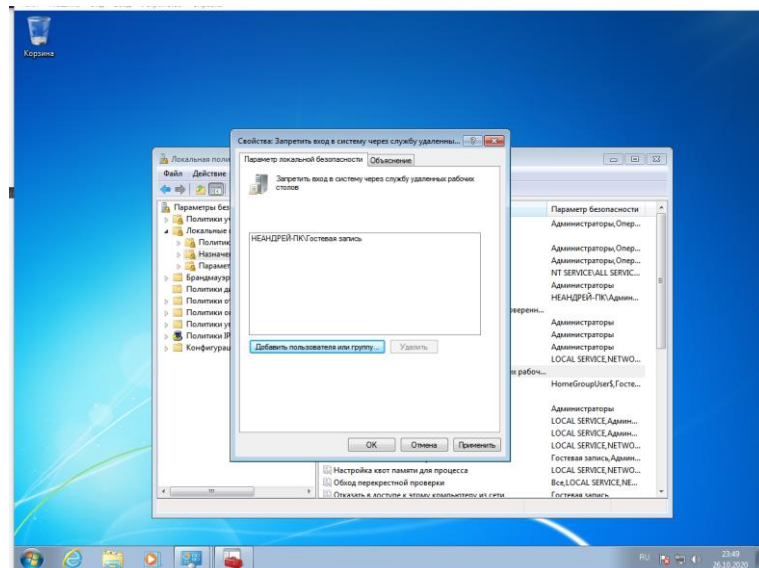 Корзина
Свойства: Запретить вход в систему через службу удаленны...
Параметр локальной безопасности
Объяснение
Запретить вход в систему через службу удаленных рабочих
столов
НЕАНДРЕЙ-ПК\Гостевая запись
Добавить пользователя или группу...
Удалить
ОК
Отмена
Применить
Локальная поли
Файл Действие
Параметры без
Политики уч
Локальные
Политик
Назначе
Парамет
Брандмауэр
Политики д
Политики о
Политики о
Политики у
Политики IP
Конфигурац
Параметр безопасности
Администраторы,Опер...
Администраторы,Опер...
Администраторы,Опер...
NT SERVICE\ALL SERVIC...
Администраторы
НЕАНДРЕЙ-ПК\Админ...
оверенн...
Администраторы
Администраторы
Администраторы
LOCAL SERVICE,NETWO...
х рабоч...
HomeGroupUser$,Госте...
Администраторы
LOCAL SERVICE,Админ...
LOCAL SERVICE,Админ...
LOCAL SERVICE,NETWO...
Гостевая запись,Админ...
Настройка квот памяти для процесса
LOCAL SERVICE,NETWO...
Обход перекрестной проверки
Все,LOCAL SERVICE,NE...
Отказать в доступе к этому компьютеру из сети
Гостевая запись
RU
23:49
26.10.2020